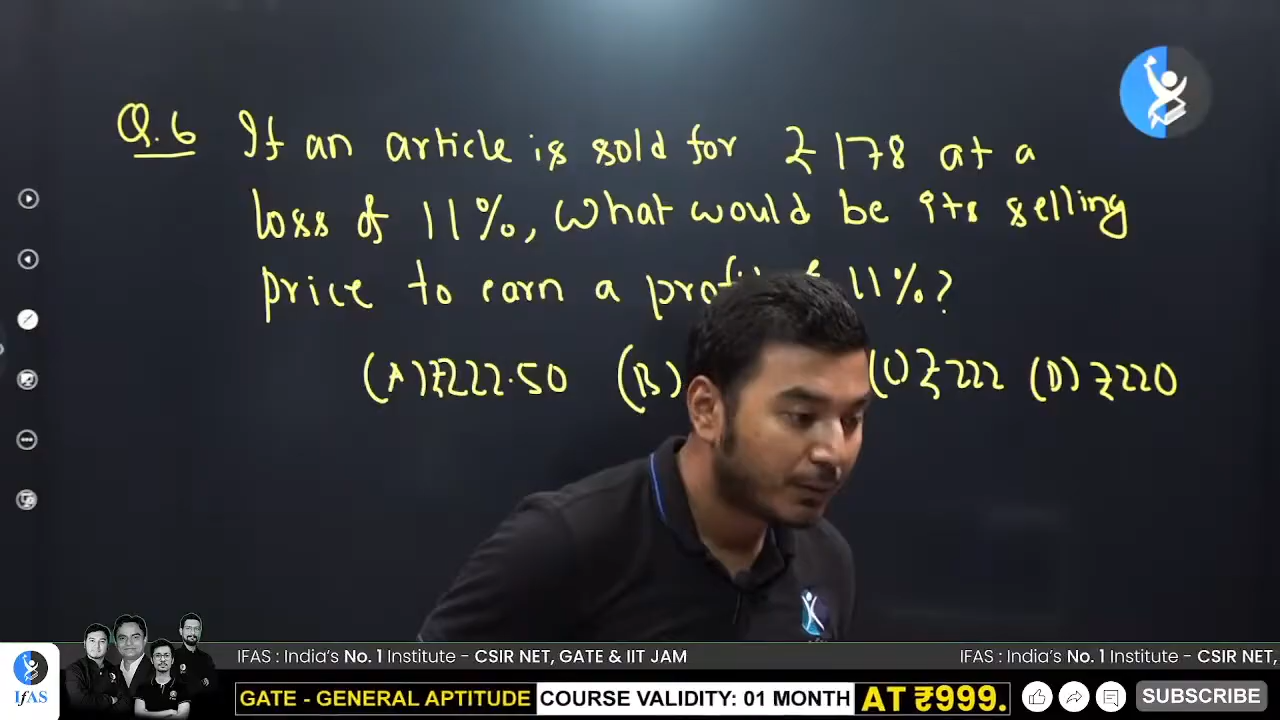 Q.6 If an article is sold for ₹ 178 at a
loss of 11%, What would be its selling
price to earn a profit of 11%?
(A) ₹222.50 (B) (C) ₹222 (D) ₹220
IFAS
IFAS : India's No. 1 Institute - CSIR NET, GATE & IIT JAM
IFAS : India's No. 1 Institute - CSIR NET,
GATE - GENERAL APTITUDE COURSE VALIDITY: 01 MONTH AT ₹999.
SUBSCRIBE